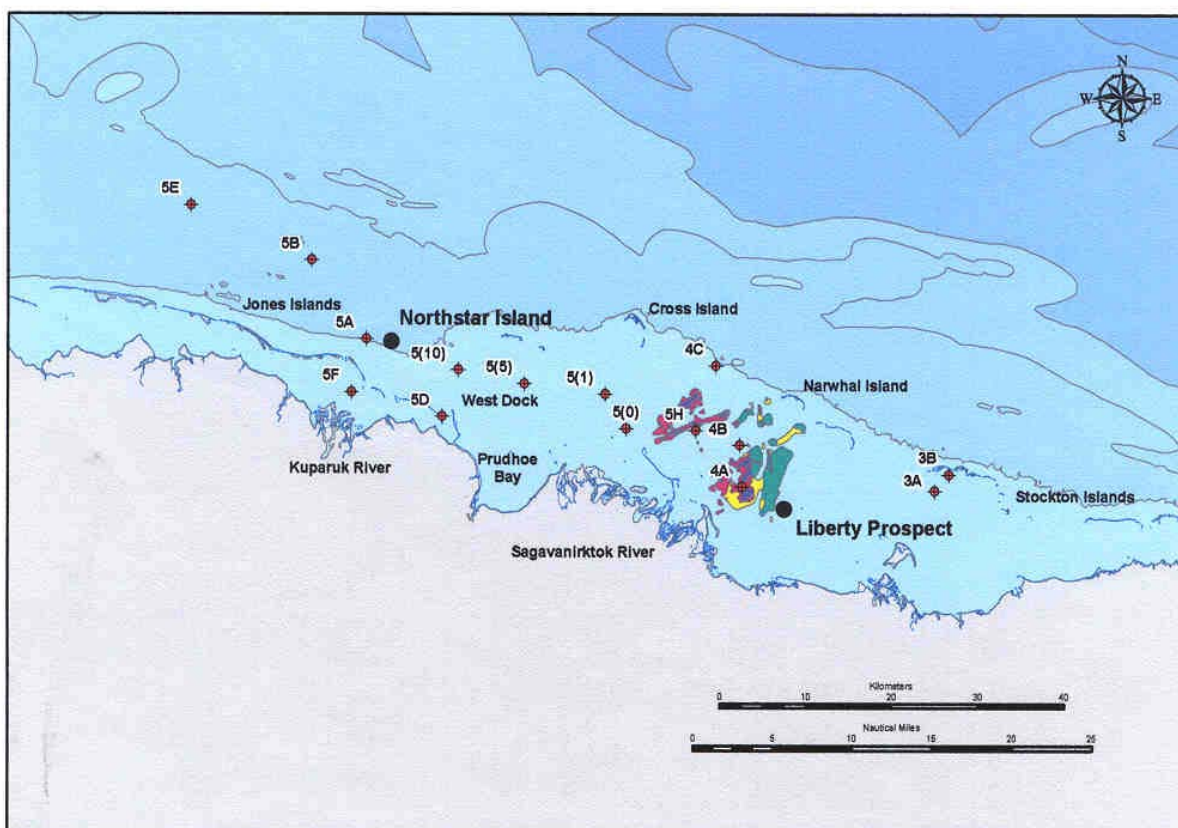 N
W E
S
5E
5B
Jones Islands
Cross Island
Northstar Island
5A
5(10)
4C
5(5)
5(1)
Narwhal Island
5F
West Dock
5D
5(0)
5H
4B
Prudhoe
Bay
Kuparuk River
4A
3B
3A
Stockton Islands
Liberty Prospect
Sagavanirktok River
Kilometers
0 10 20 30 40
Nautical Miles
0 5 10 15 20 25